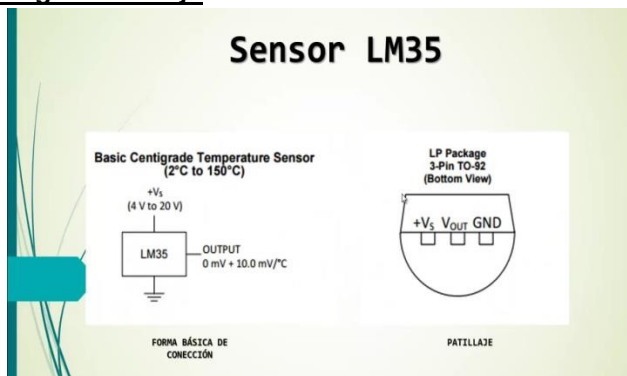 Sensor LM35
Basic Centigrade Temperature Sensor
(2°C to 150°C)
+Vs
(4 V to 20 V)
LM35
OUTPUT
0 mV + 10.0 mV/°C
LP Package
3-Pin TO-92
(Bottom View)
+Vs VOUT GND
FORMA BÁSICA DE
CONECCIÓN
PATILLAJE